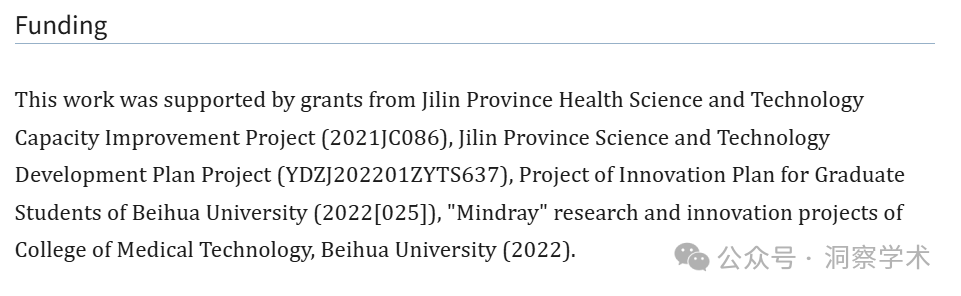 Funding
This work was supported by grants from Jilin Province Health Science and Technology
Capacity Improvement Project (2021JC086), Jilin Province Science and Technology
Development Plan Project (YDZJ202201ZYTS637), Project of Innovation Plan for Graduate
Students of Beihua University (2022[025]), "Mindray" research and innovation projects of
College of Medical Technology, Beihua University (2022).
公众号 · 洞察学术